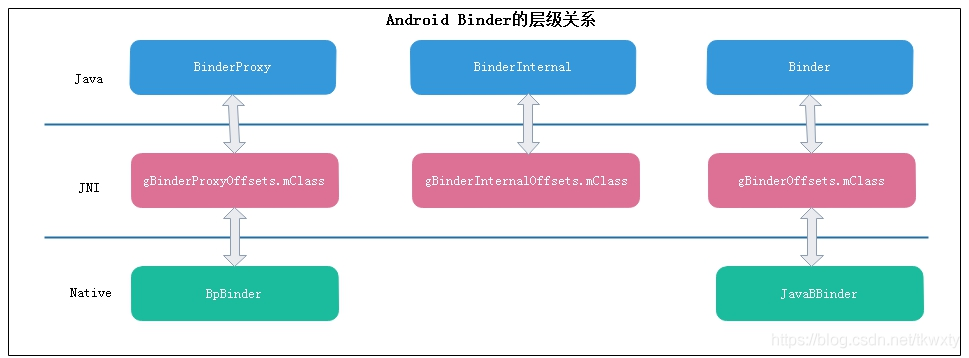 Android Binder的层级关系
Java
BinderProxy
BinderInternal
Binder
JNI
gBinderProxyOffsets.mClass
gBinderInternalOffsets.mClass
gBinderOffsets.mClass
Native
BpBinder
JavaBBinder
https://blog.csdn.net/tkwxty